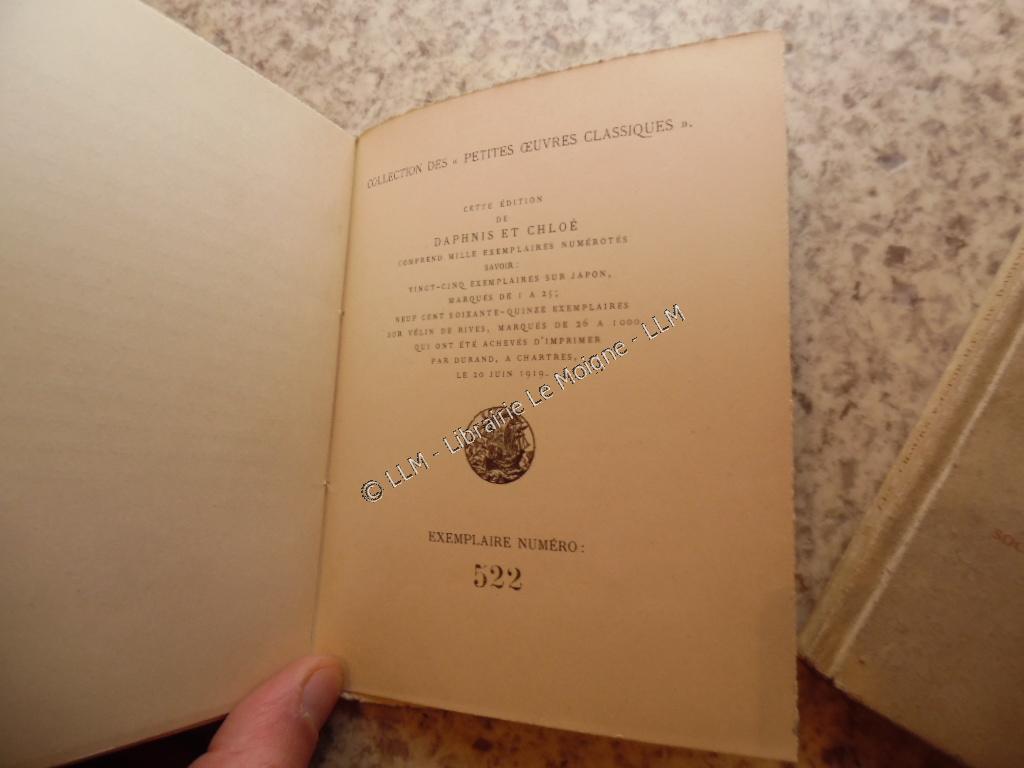 COLLECTION DES « PETITES ŒUVRES CLASSIQUES ».
CETTE ÉDITION
DE
DAPHNIS ET CHLOÉ
COMPREND MILLE EXEMPLAIRES NUMÉROTÉS
SAVOIR :
VINGT-CINQ EXEMPLAIRES SUR JAPON,
MARQUÉS DE 1 A 25;
NEUF CENT SOIXANTE-QUINZE EXEMPLAIRES
SUR VÉLIN DE RIVES, MARQUÉS DE 26 A 1000,
QUI ONT ÉTÉ ACHEVÉS D'IMPRIMER
PAR DURAND, A CHARTRES,
LE 20 JUIN 1919.
© LLM - Librairie Le Moigne - LLM
EXEMPLAIRE NUMÉRO :
522